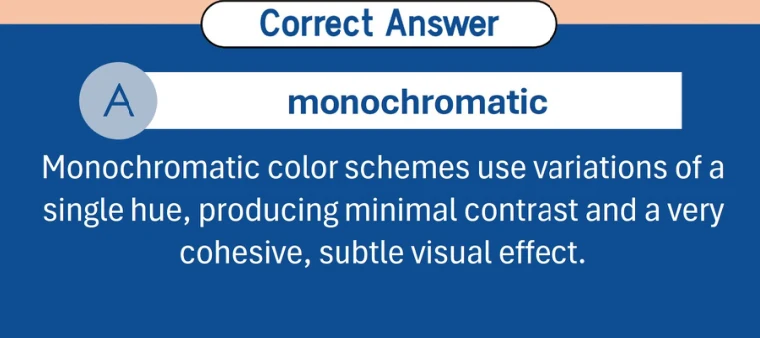 Correct Answer
A
monochromatic
Monochromatic color schemes use variations of a
single hue, producing minimal contrast and a very
cohesive, subtle visual effect.